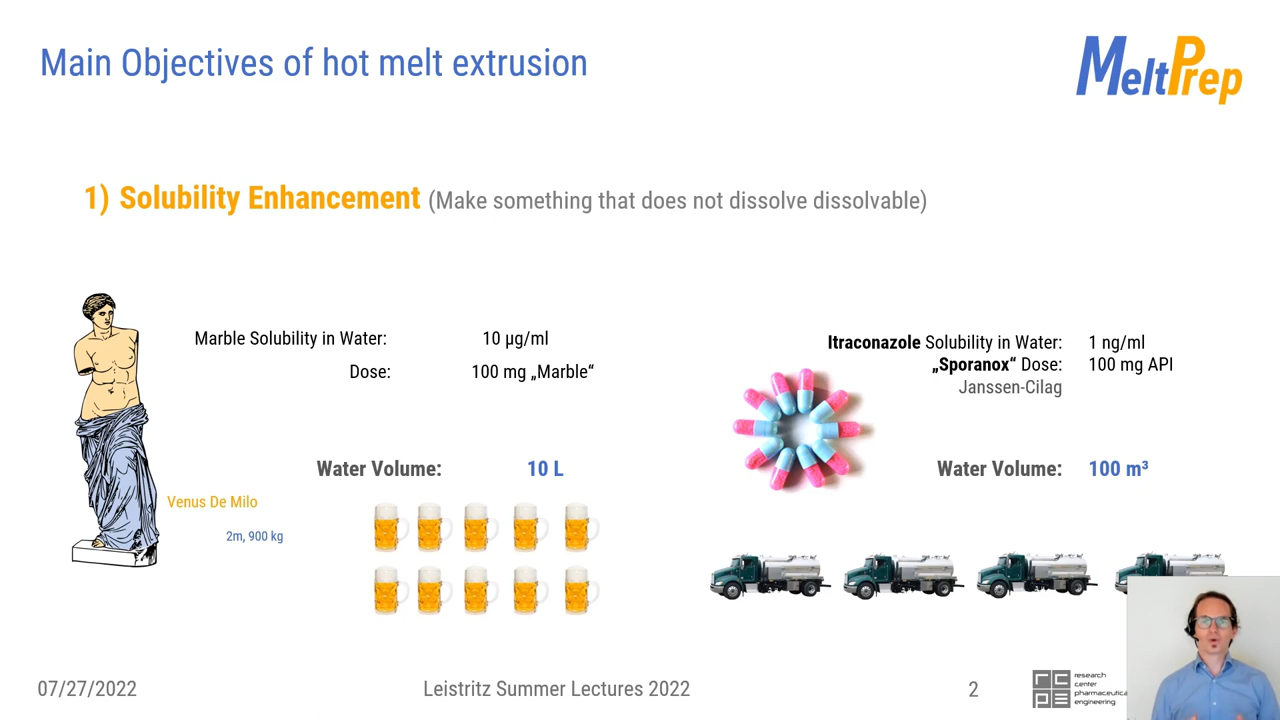 Main Objectives of hot melt extrusion
MeltPrep
1) Solubility Enhancement (Make something that does not dissolve dissolvable)
Marble Solubility in Water: 10 µg/ml
Dose: 100 mg „Marble“
Water Volume: 10 L
Venus De Milo
2m, 900 kg
Itraconazole Solubility in Water: 1 ng/ml
„Sporanox“ Dose: 100 mg API
Janssen-Cilag
Water Volume: 100 m³
07/27/2022
Leistritz Summer Lectures 2022
2
rcpe
research
center
pharmaceutica
engineering